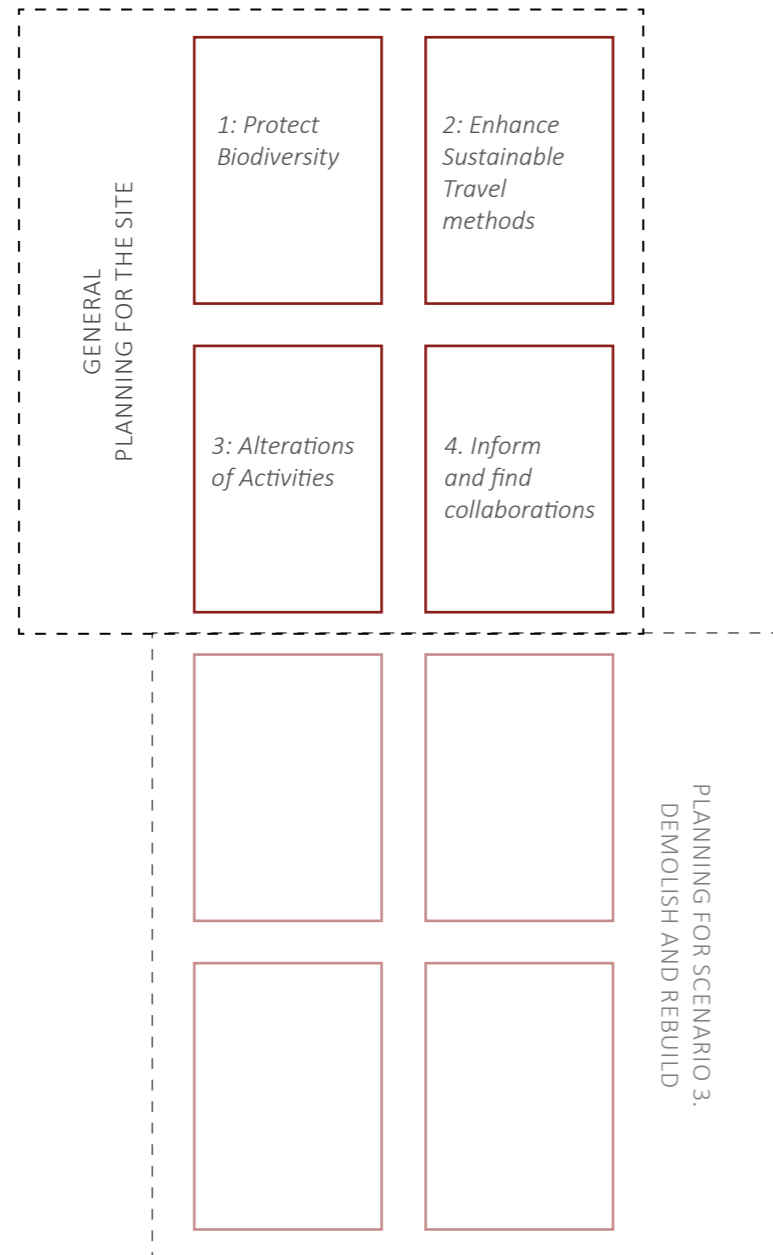 GENERAL
PLANNING FOR THE SITE
1: Protect
Biodiversity
2: Enhance
Sustainable
Travel
methods
3: Alterations
of Activities
4. Inform
and find
collaborations
PLANNING FOR SCENARIO 3.
DEMOLISH AND REBUILD